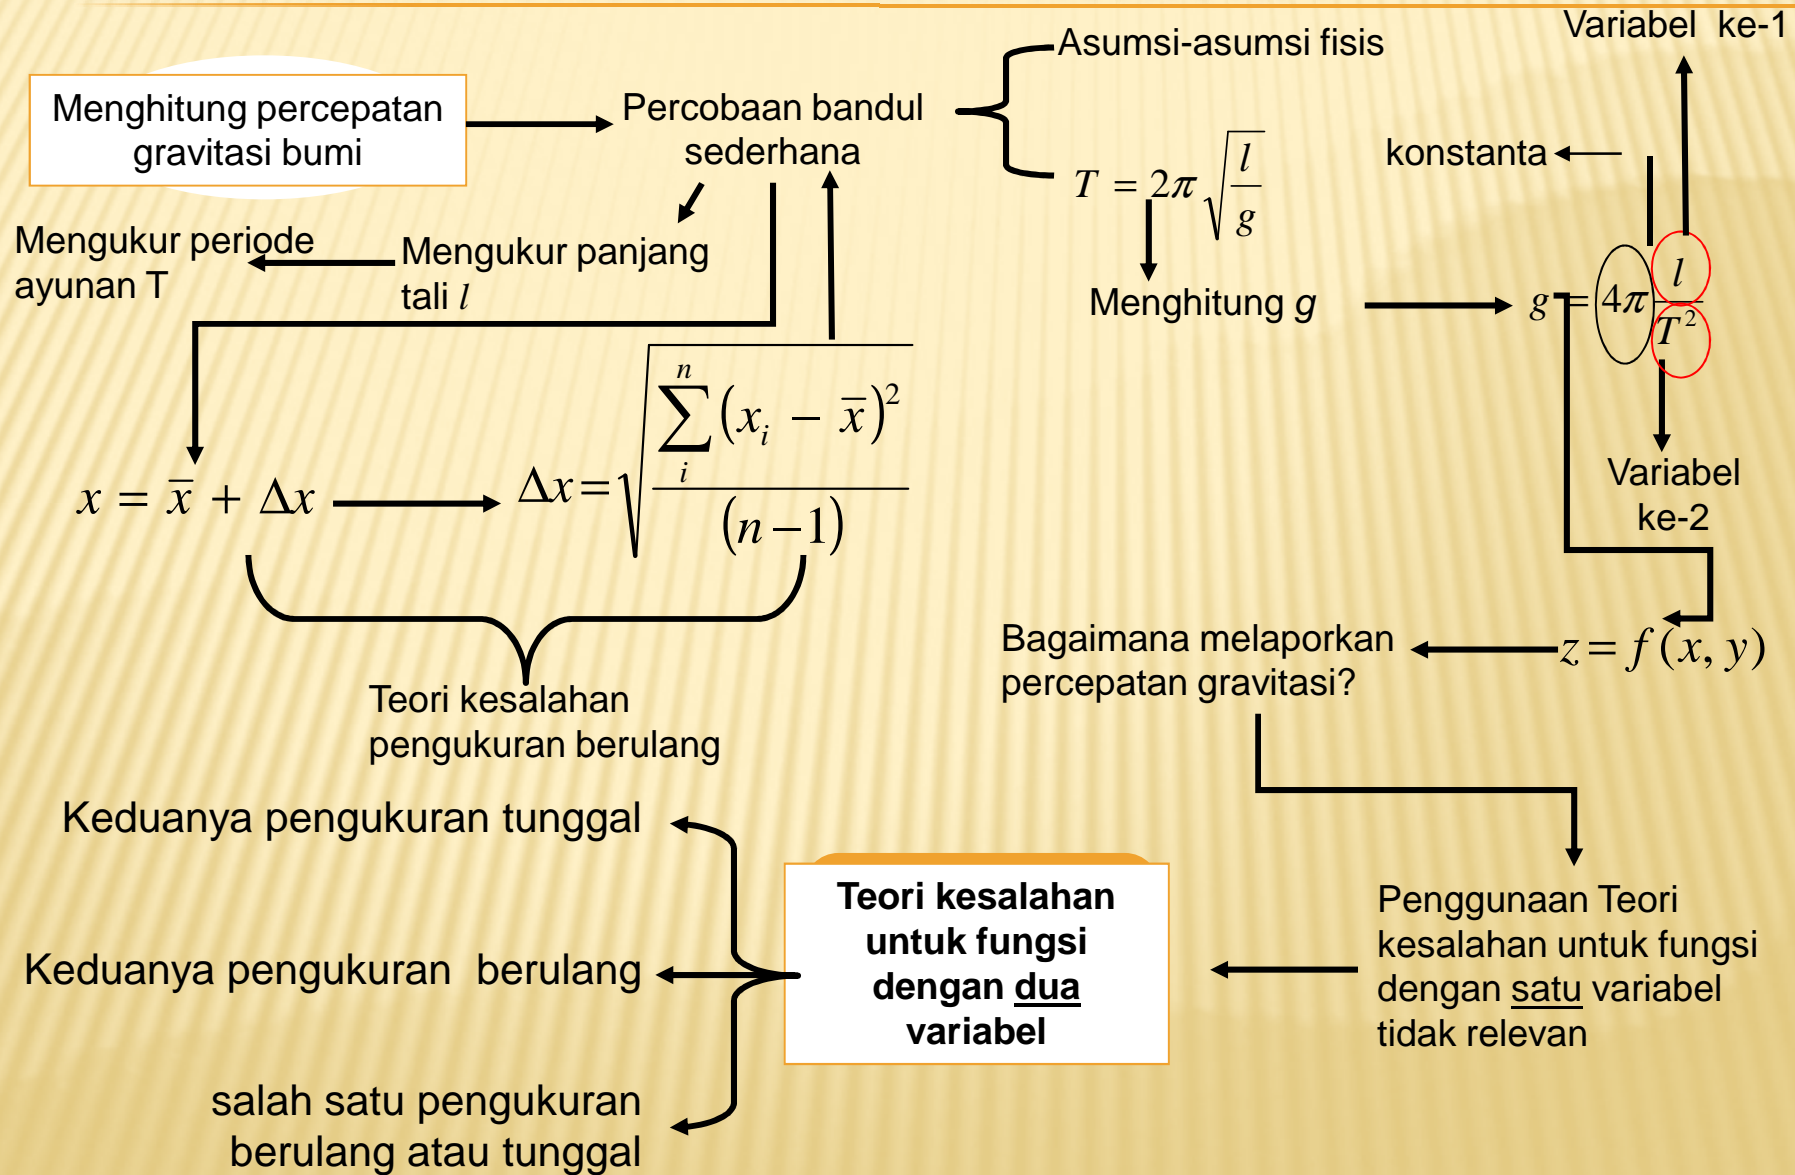 Menghitung percepatan
gravitasi bumi
Percobaan bandul
sederhana
Asumsi-asumsi fisis
T = 2π √(l/g)
Variabel ke-1
konstanta
Mengukur periode
ayunan T
Mengukur panjang
tali l
Menghitung g
g = 4π l/T²
Variabel
ke-2
x = x̅ + Δx
Δx = √(∑ᵢⁿ (xᵢ − x̅)² / (n−1))
Teori kesalahan
pengukuran berulang
z = f(x, y)
Bagaimana melaporkan
percepatan gravitasi?
Penggunaan Teori
kesalahan untuk fungsi
dengan satu variabel
tidak relevan
Teori kesalahan
untuk fungsi
dengan dua
variabel
Keduanya pengukuran tunggal
Keduanya pengukuran berulang
salah satu pengukuran
berulang atau tunggal